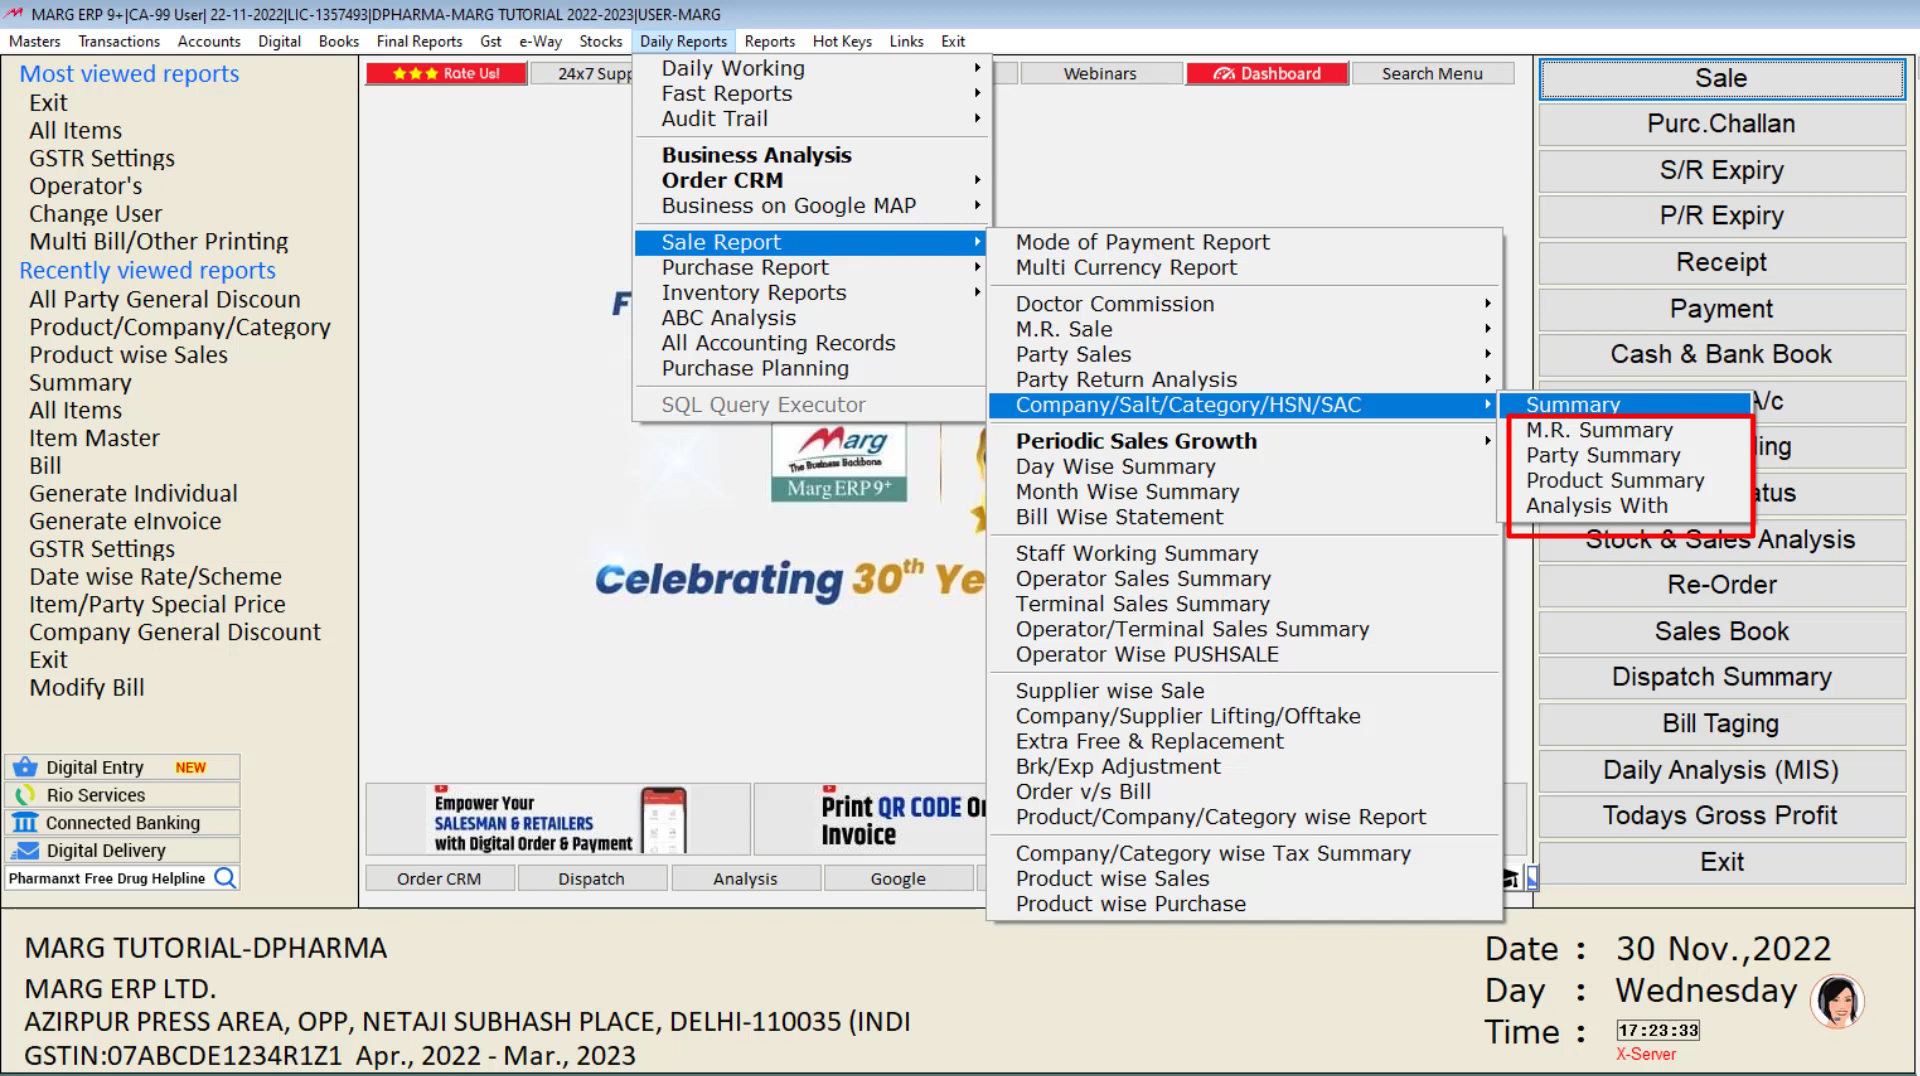 MARG ERP 9+|CA-99 User| 22-11-2022|LIC-1357493|DPHARMA-MARG TUTORIAL 2022-2023|USER-MARG
Masters Transactions Accounts Digital Books Final Reports Gst e-Way Stocks Daily Reports Reports Hot Keys Links Exit
Most viewed reports
Exit
All Items
GSTR Settings
Operator's
Change User
Multi Bill/Other Printing
Recently viewed reports
All Party General Discoun
Product/Company/Category
Product wise Sales
Summary
All Items
Item Master
Bill
Generate Individual
Generate eInvoice
GSTR Settings
Date wise Rate/Scheme
Item/Party Special Price
Company General Discount
Exit
Modify Bill
Digital Entry NEW
Rio Services
Connected Banking
Digital Delivery
Pharmanxt Free Drug Helpline
Rate Us!
24x7 Supp
Webinars
Dashboard
Search Menu
Daily Working
Fast Reports
Audit Trail
Business Analysis
Order CRM
Business on Google MAP
Sale Report
Purchase Report
Inventory Reports
ABC Analysis
All Accounting Records
Purchase Planning
SQL Query Executor
Mode of Payment Report
Multi Currency Report
Doctor Commission
M.R. Sale
Party Sales
Party Return Analysis
Company/Salt/Category/HSN/SAC
Periodic Sales Growth
Day Wise Summary
Month Wise Summary
Bill Wise Statement
Staff Working Summary
Operator Sales Summary
Terminal Sales Summary
Operator/Terminal Sales Summary
Operator Wise PUSHSALE
Supplier wise Sale
Company/Supplier Lifting/Offtake
Extra Free & Replacement
Brk/Exp Adjustment
Order v/s Bill
Product/Company/Category wise Report
Company/Category wise Tax Summary
Product wise Sales
Product wise Purchase
Summary
M.R. Summary
Party Summary
Product Summary
Analysis With
F
Marg
The Business Backbone
Marg ERP 9+
Celebrating 30th Ye
Empower Your
SALESMAN & RETAILERS
with Digital Order & Payment
Print QR CODE O
Invoice
Order CRM
Dispatch
Analysis
Google
Sale
Purc.Challan
S/R Expiry
P/R Expiry
Receipt
Payment
Cash & Bank Book
A/c
ing
atus
Stock & Sales Analysis
Re-Order
Sales Book
Dispatch Summary
Bill Taging
Daily Analysis (MIS)
Todays Gross Profit
Exit
MARG TUTORIAL-DPHARMA
MARG ERP LTD.
AZIRPUR PRESS AREA, OPP, NETAJI SUBHASH PLACE, DELHI-110035 (INDI
GSTIN:07ABCDE1234R1Z1 Apr., 2022 - Mar., 2023
Date : 30 Nov.,2022
Day : Wednesday
Time : 17:23:33
X-Server